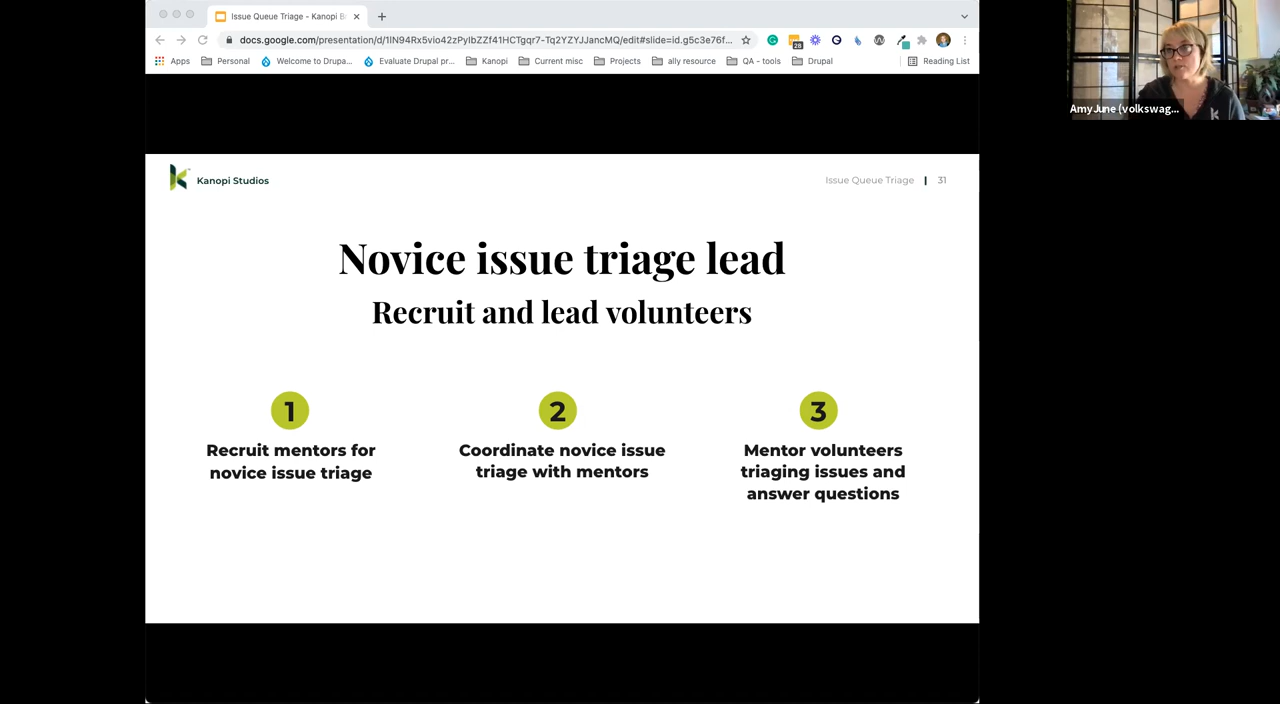 Issue Queue Triage - Kanopi B
docs.google.com/presentation/d/1lN94Rx5vio42zPyIbZZf41HCTgqr7-Tq2YZYJJancMQ/edit#slide=id.g5c3e76f...
28
Apps Personal Welcome to Drupa... Evaluate Drupal pr... Kanopi Current misc Projects ally resource QA - tools Drupal Reading List
AmyJune (volkswag...
Kanopi Studios
Issue Queue Triage | 31
Novice issue triage lead
Recruit and lead volunteers
1 2 3
Recruit mentors for Coordinate novice issue Mentor volunteers
novice issue triage triage with mentors triaging issues and
answer questions